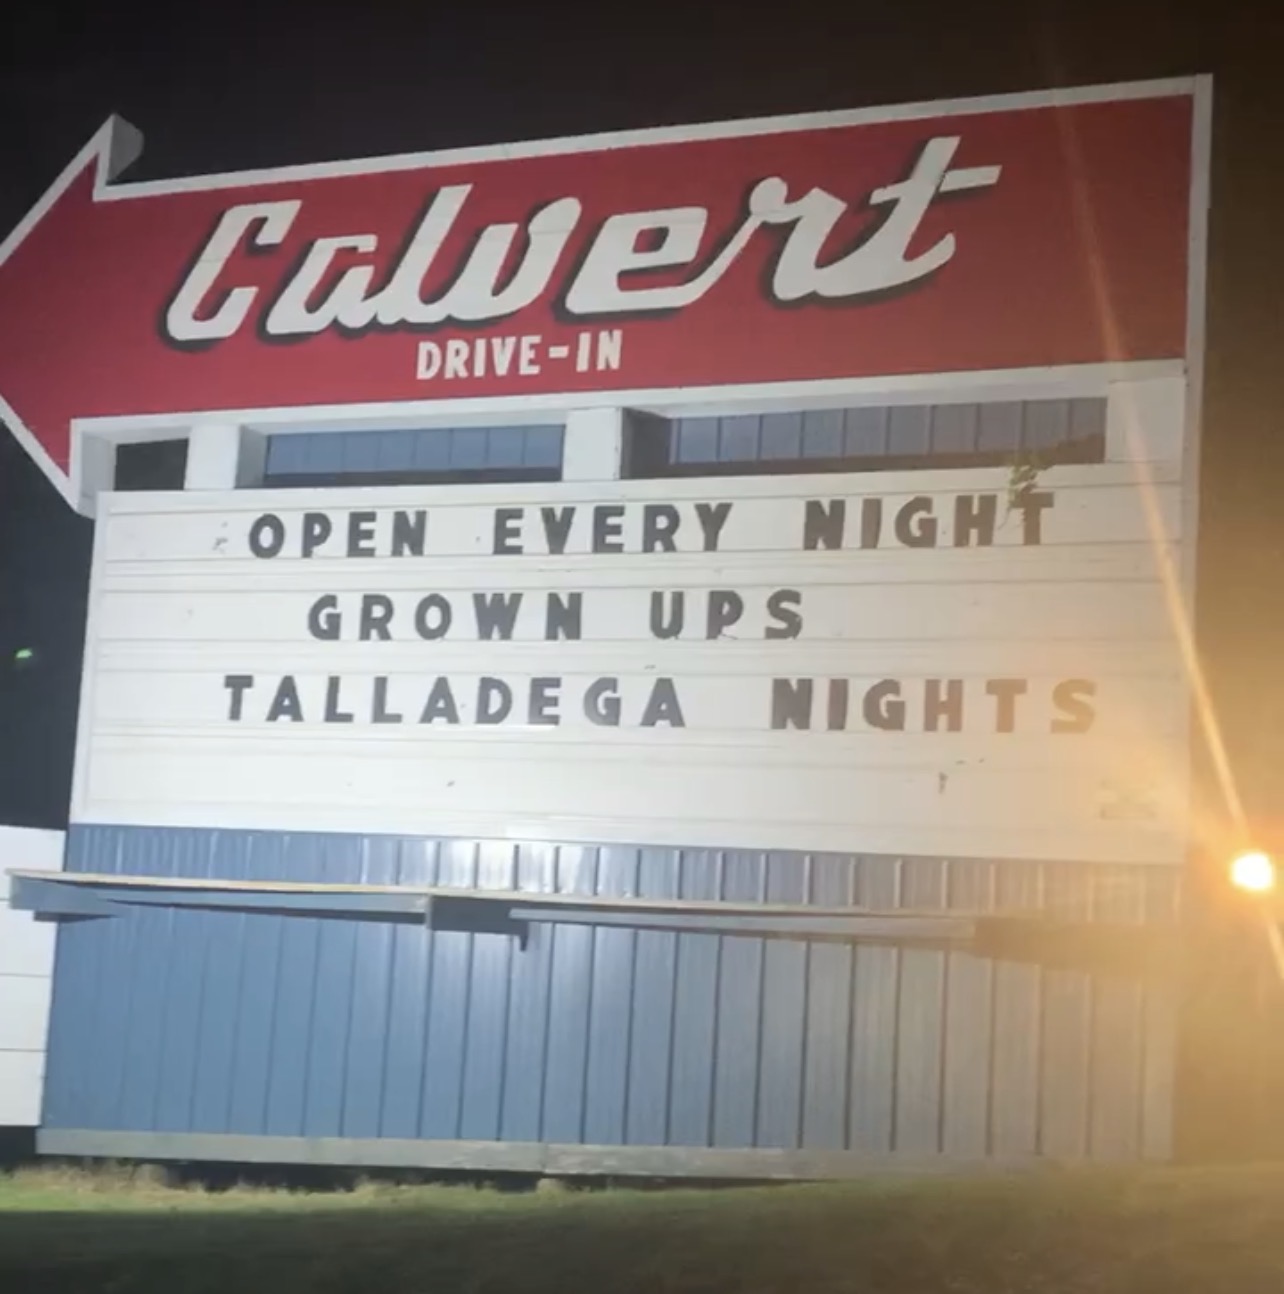 Calvert
DRIVE-IN
OPEN EVERY NIGHT
GROWN UPS
TALLADEGA NIGHTS